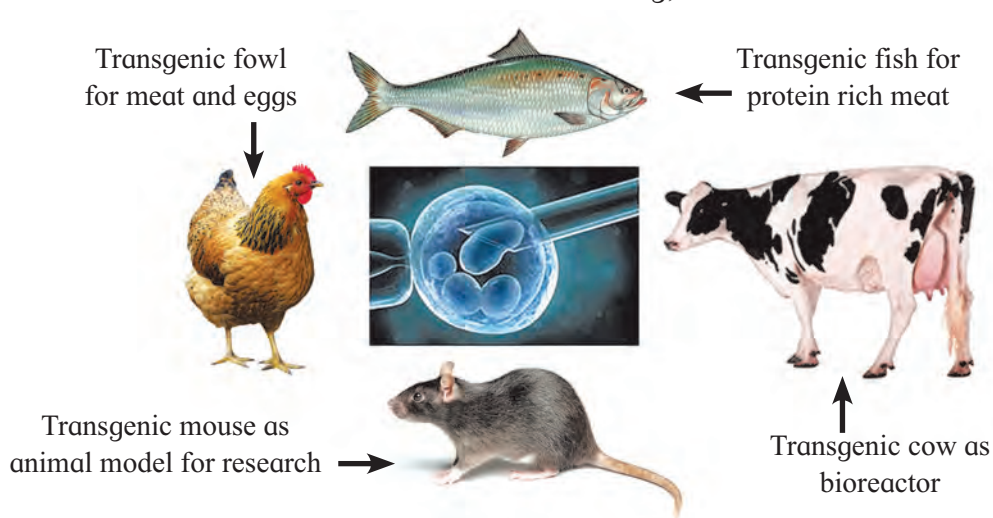 Transgenic fowl
for meat and eggs
Transgenic fish for
protein rich meat
Transgenic mouse as
animal model for research
Transgenic cow as
bioreactor